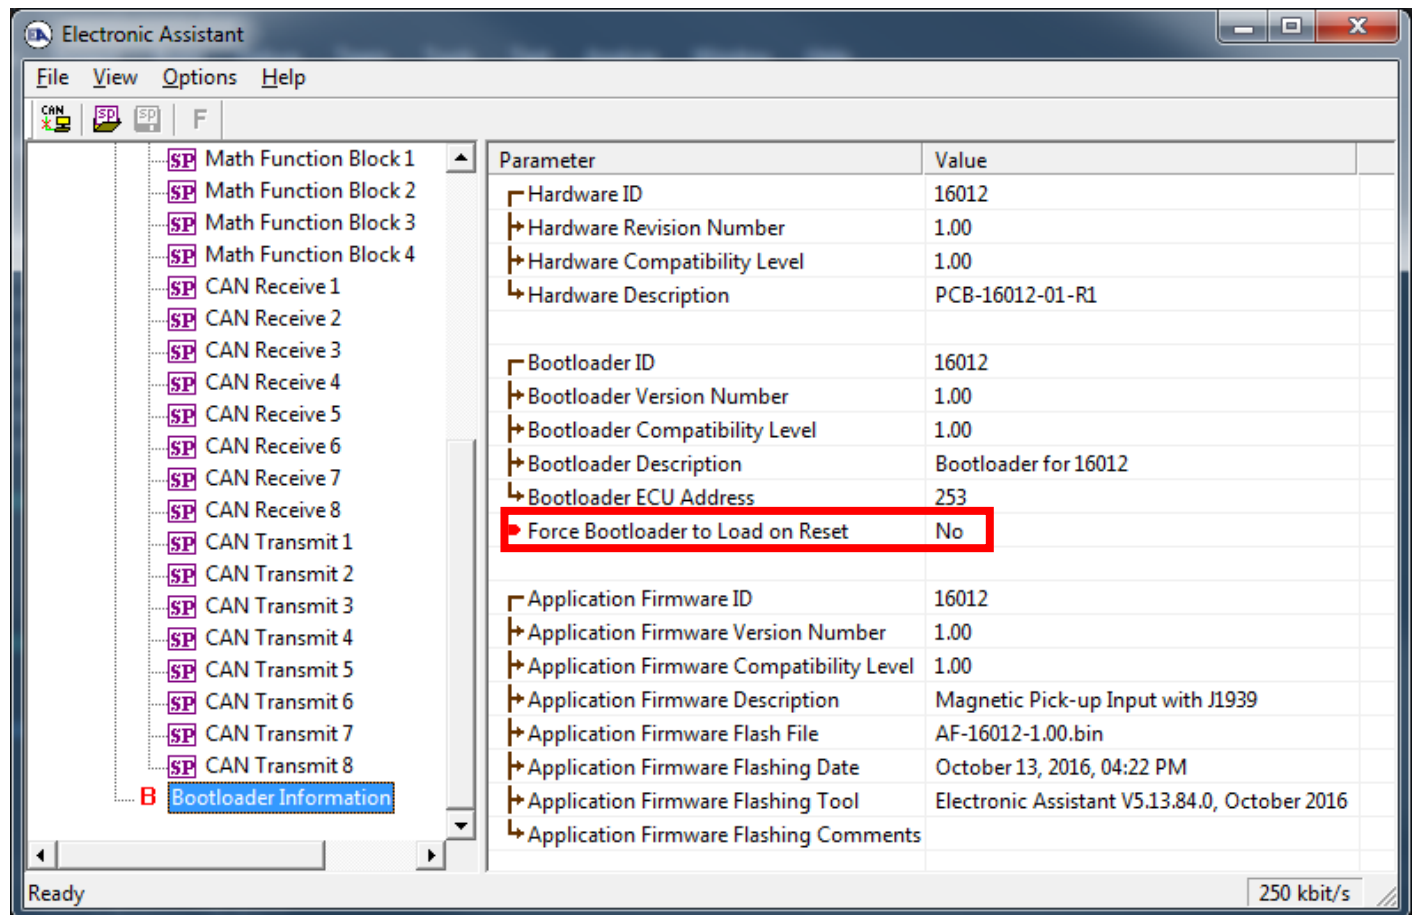 EA Electronic Assistant
File View Options Help
CAN SP SP F
SP Math Function Block 1
SP Math Function Block 2
SP Math Function Block 3
SP Math Function Block 4
SP CAN Receive 1
SP CAN Receive 2
SP CAN Receive 3
SP CAN Receive 4
SP CAN Receive 5
SP CAN Receive 6
SP CAN Receive 7
SP CAN Receive 8
SP CAN Transmit 1
SP CAN Transmit 2
SP CAN Transmit 3
SP CAN Transmit 4
SP CAN Transmit 5
SP CAN Transmit 6
SP CAN Transmit 7
SP CAN Transmit 8
B Bootloader Information
Parameter Value
Hardware ID 16012
Hardware Revision Number 1.00
Hardware Compatibility Level 1.00
Hardware Description PCB-16012-01-R1
Bootloader ID 16012
Bootloader Version Number 1.00
Bootloader Compatibility Level 1.00
Bootloader Description Bootloader for 16012
Bootloader ECU Address 253
Force Bootloader to Load on Reset No
Application Firmware ID 16012
Application Firmware Version Number 1.00
Application Firmware Compatibility Level 1.00
Application Firmware Description Magnetic Pick-up Input with J1939
Application Firmware Flash File AF-16012-1.00.bin
Application Firmware Flashing Date October 13, 2016, 04:22 PM
Application Firmware Flashing Tool Electronic Assistant V5.13.84.0, October 2016
Application Firmware Flashing Comments
Ready 250 kbit/s